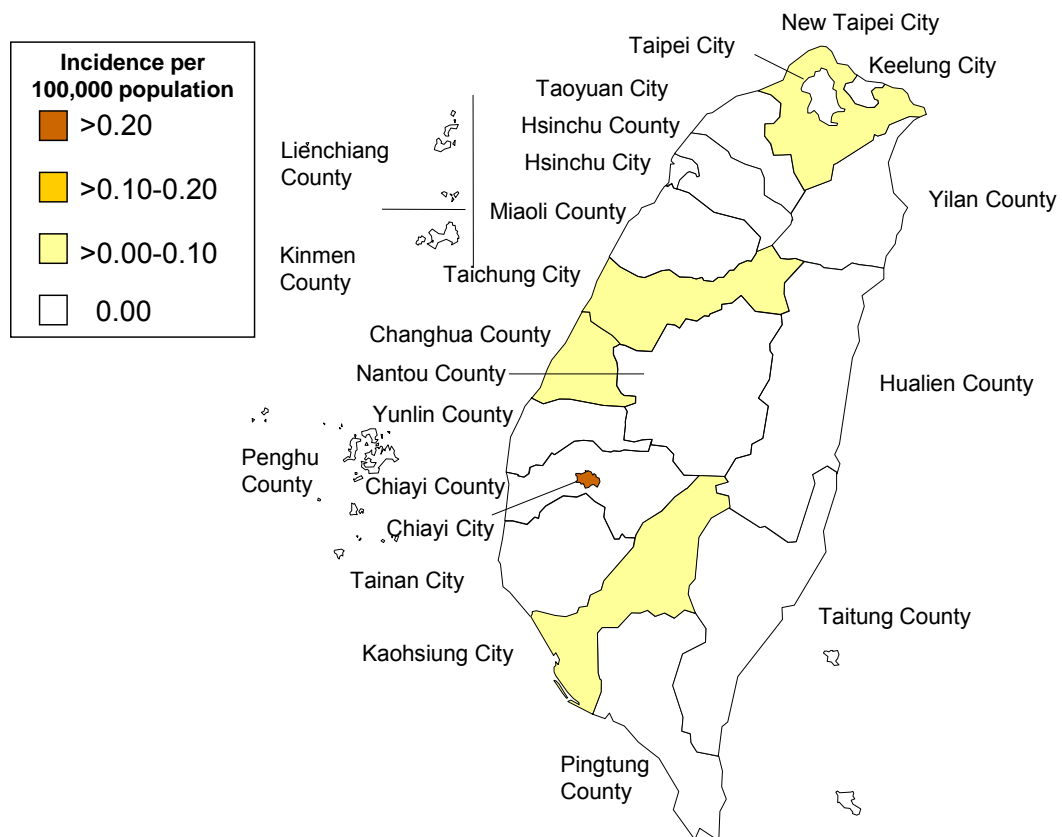 Incidence per
100,000 population
>0.20
>0.10-0.20
>0.00-0.10
0.00
New Taipei City
Taipei City
Keelung City
Taoyuan City
Hsinchu County
Lienchiang
County
Hsinchu City
Miaoli County
Yilan County
Kinmen
County
Taichung City
Changhua County
Nantou County
Hualien County
Yunlin County
Penghu
County
Chiayi County
Chiayi City
Tainan City
Taitung County
Kaohsiung City
Pingtung
County